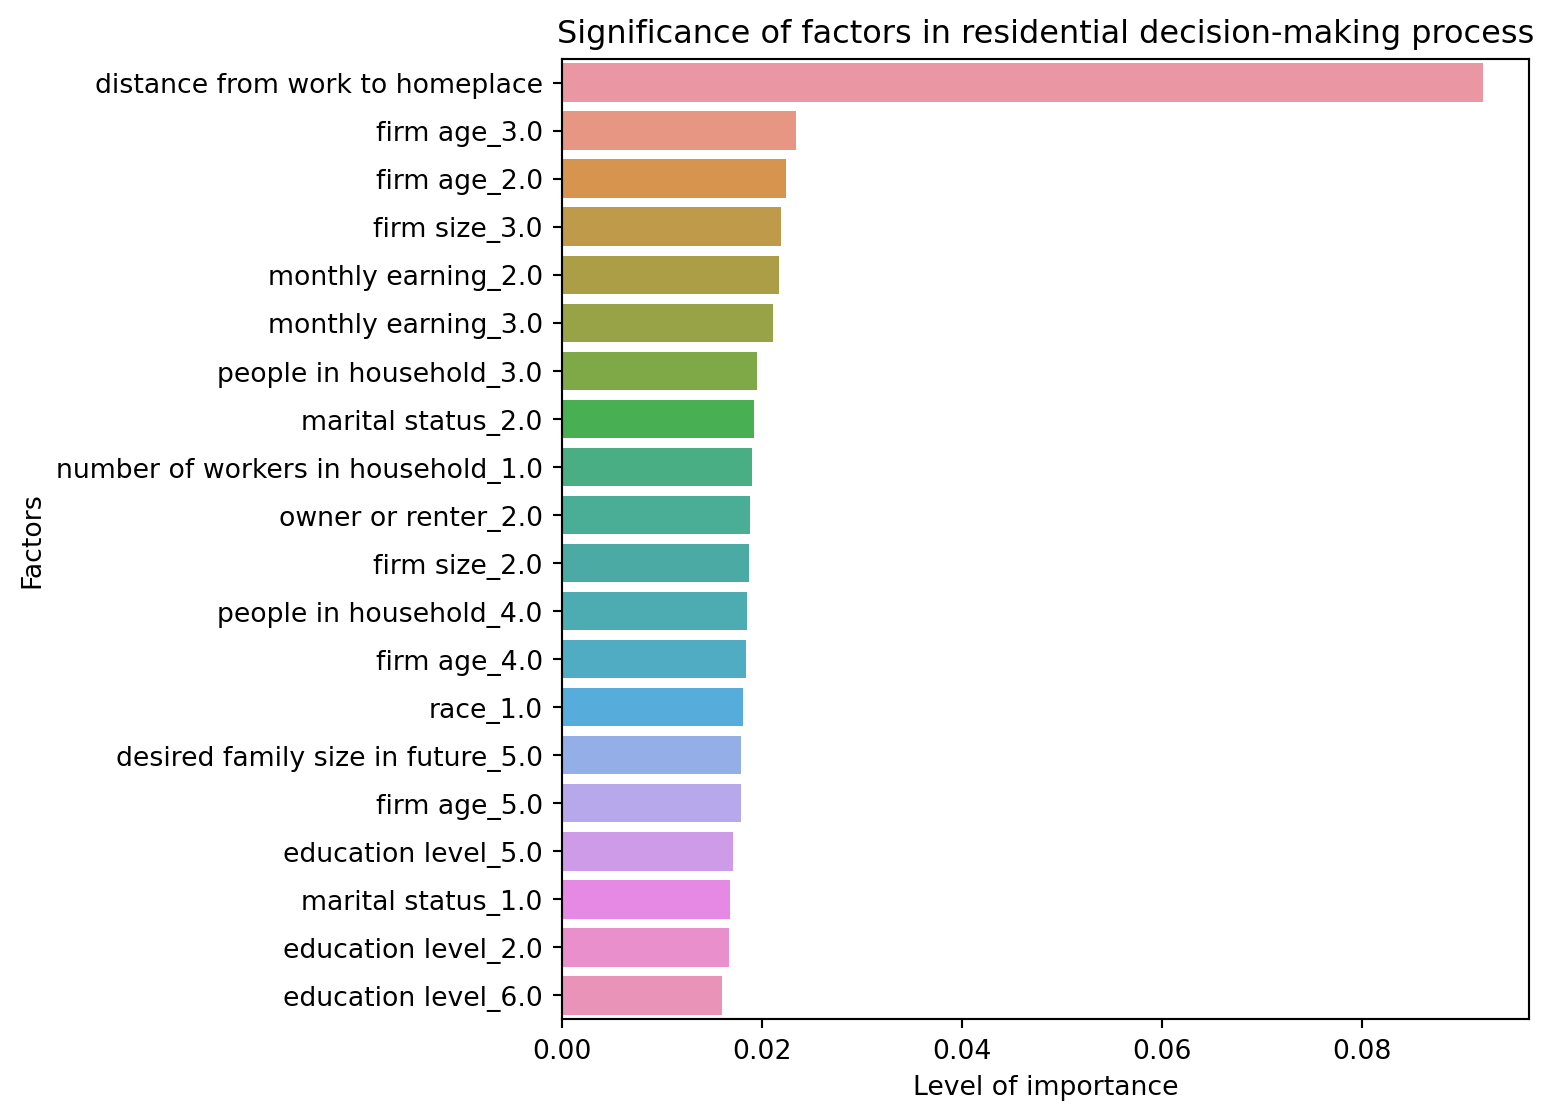 Significance of factors in residential decision-making process
distance from work to homeplace
firm age_3.0
firm age_2.0
firm size_3.0
monthly earning_2.0
monthly earning_3.0
people in household_3.0
marital status_2.0
number of workers in household_1.0
owner or renter_2.0
firm size_2.0
people in household_4.0
firm age_4.0
race_1.0
desired family size in future_5.0
firm age_5.0
education level_5.0
marital status_1.0
education level_2.0
education level_6.0
Factors
0.00 0.02 0.04 0.06 0.08
Level of importance